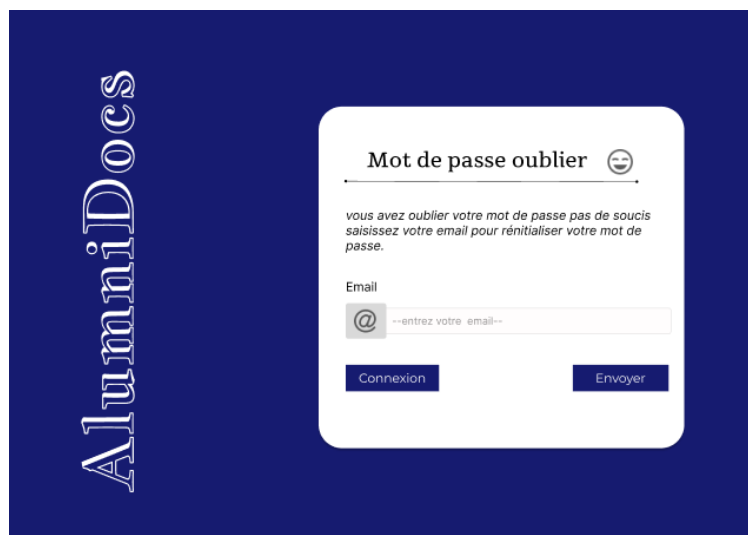 AlumniDocs
Mot de passe oublier
vous avez oublier votre mot de passe pas de soucis
saisissez votre email pour rénitialiser votre mot de
passe.
Email
@ --entrez votre email--
Connexion
Envoyer